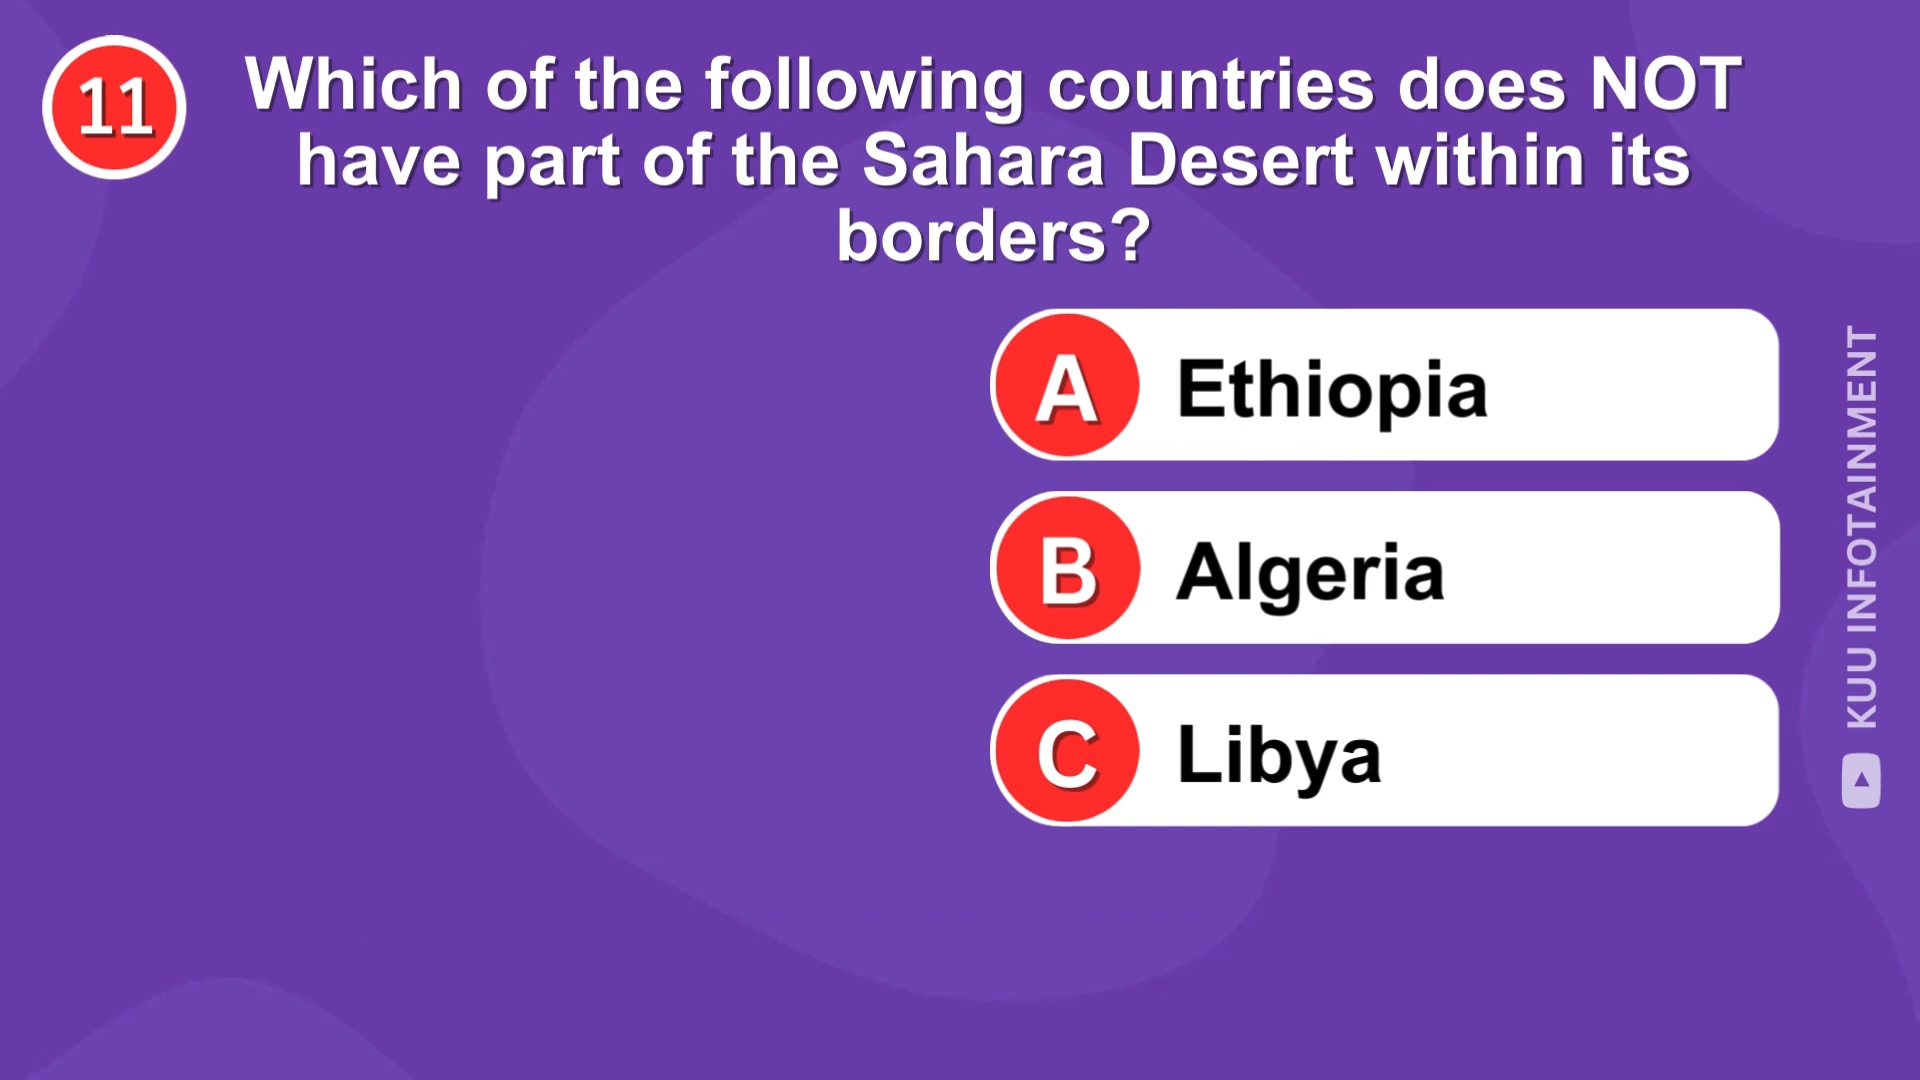 11
Which of the following countries does NOT
have part of the Sahara Desert within its
borders?
A Ethiopia
B Algeria
C Libya
KUU INFOTAINMENT